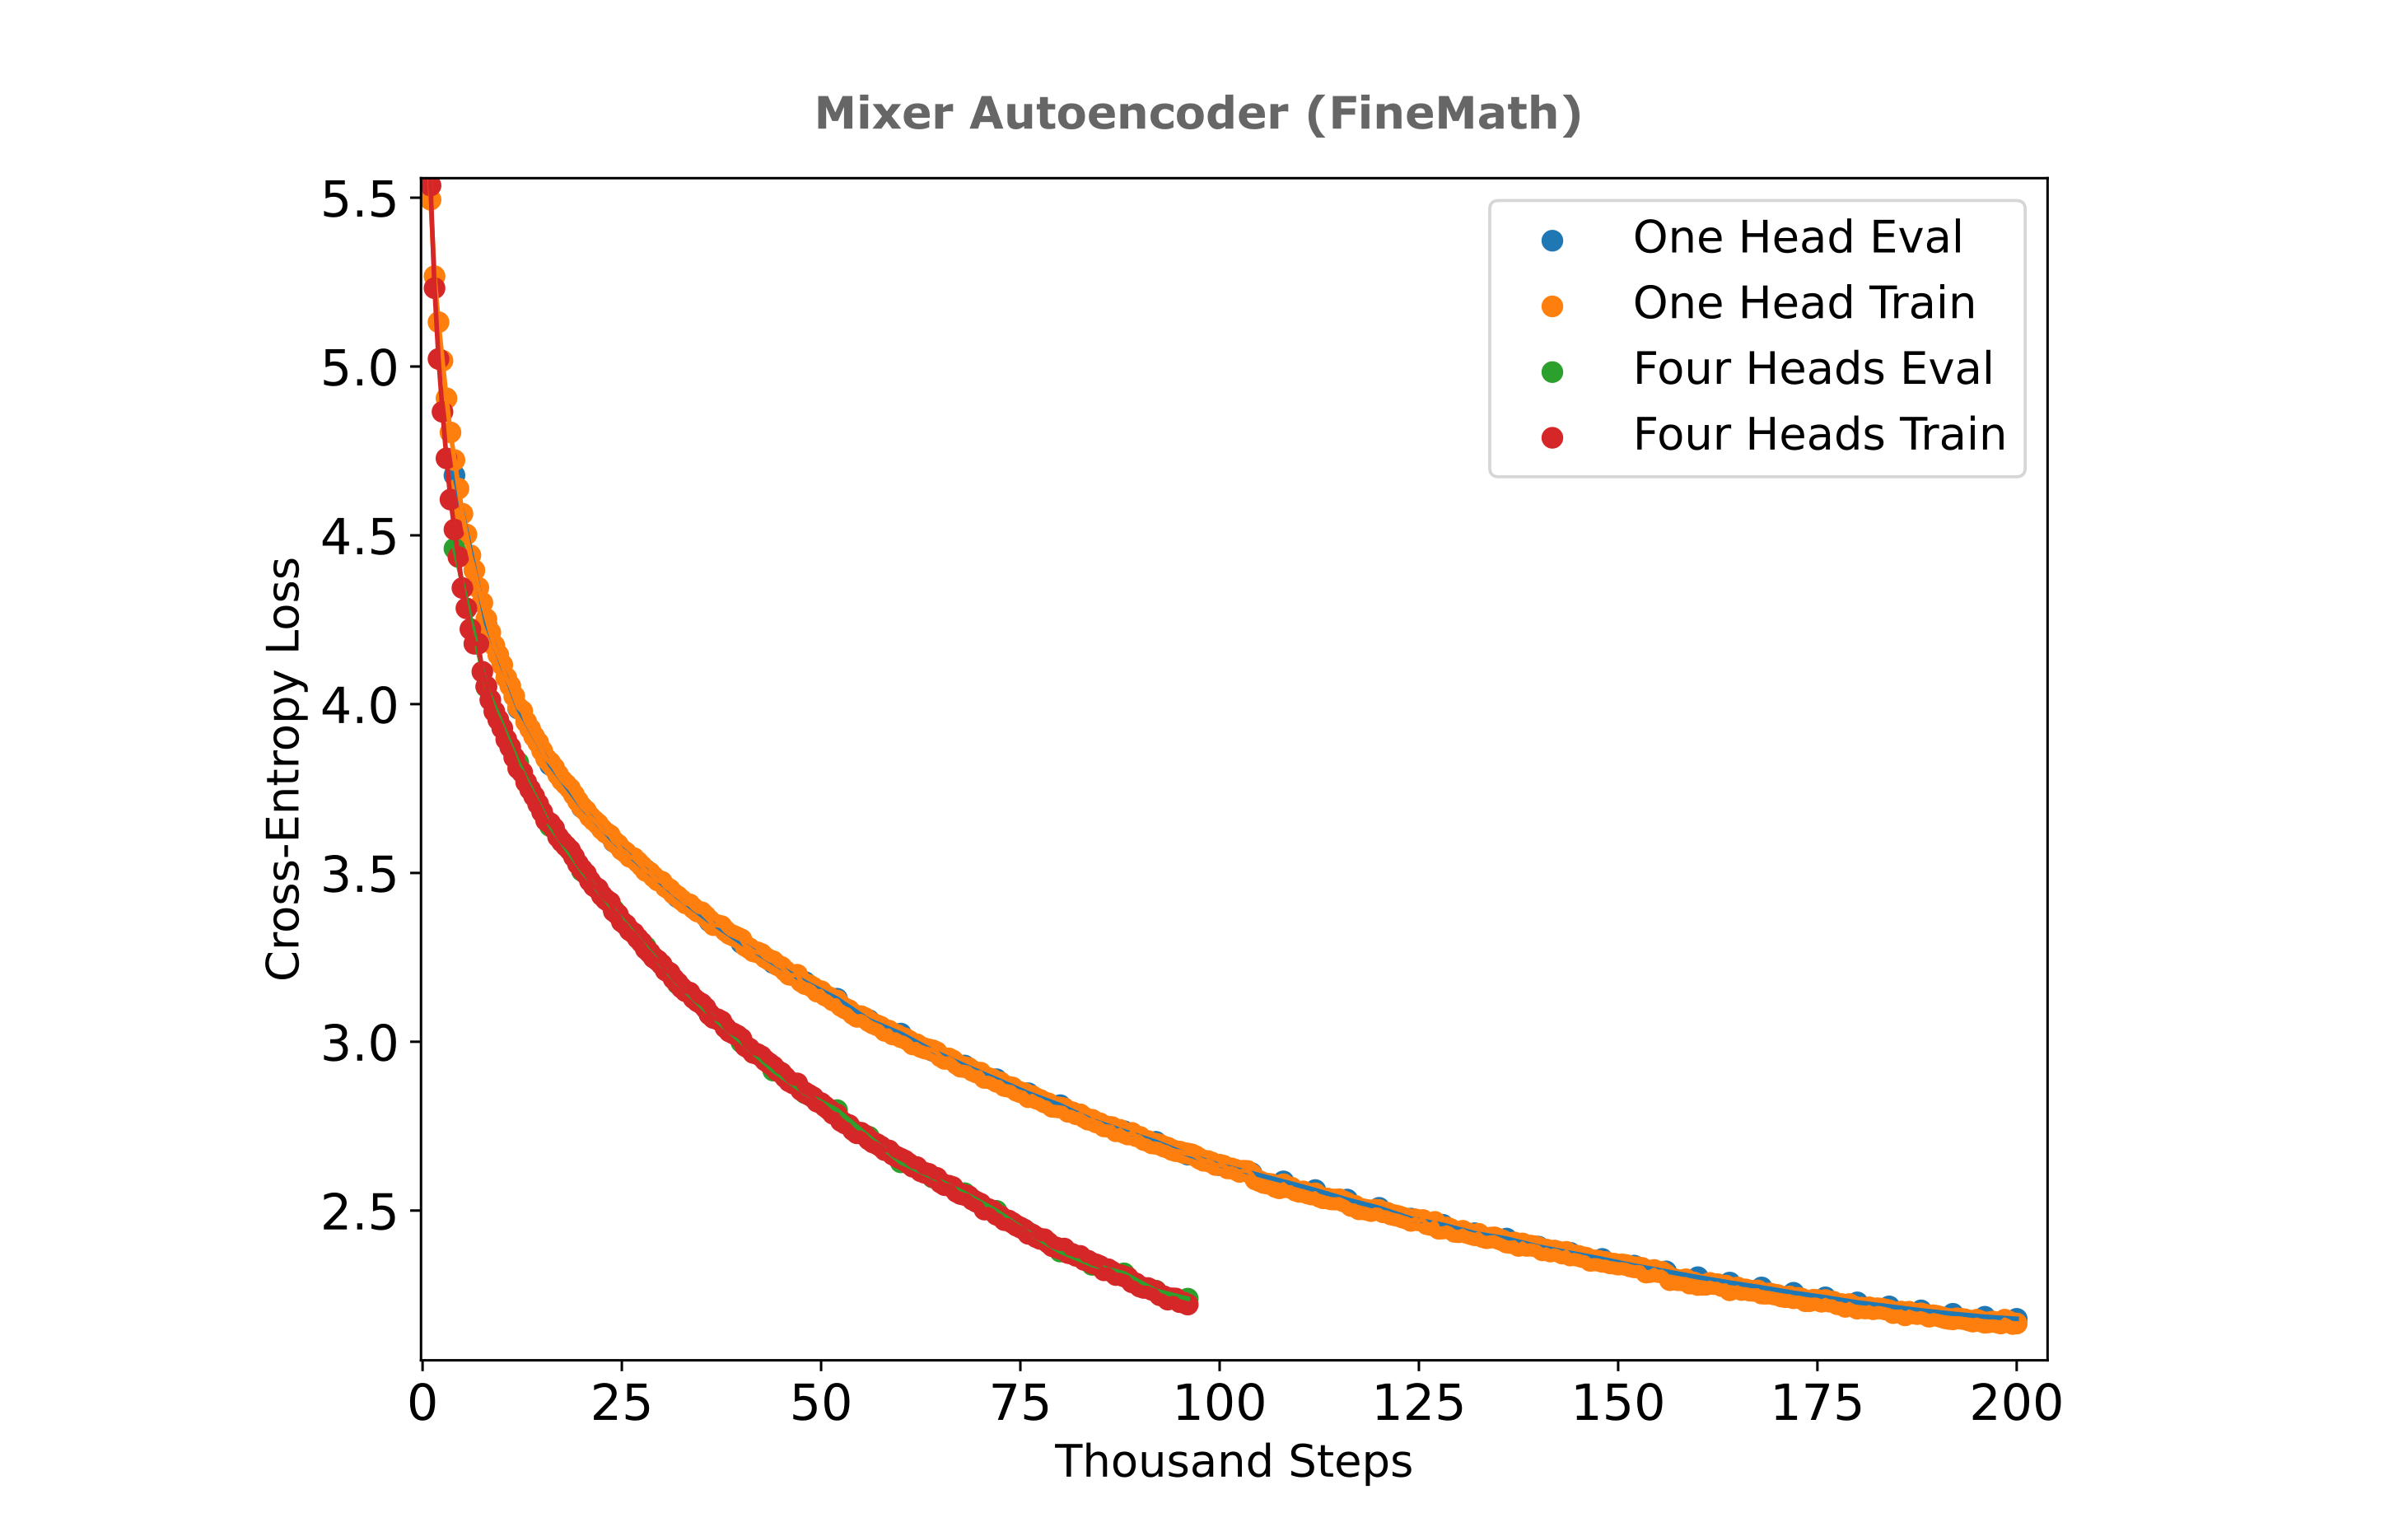 Mixer Autoencoder (FineMath)
One Head Eval
One Head Train
Four Heads Eval
Four Heads Train
Cross-Entropy Loss
5.5
5.0
4.5
4.0
3.5
3.0
2.5
0 25 50 75 100 125 150 175 200
Thousand Steps